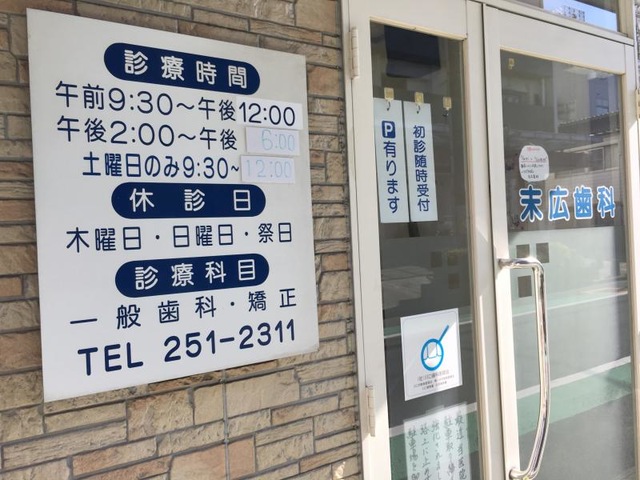 診療時間
午前9:30〜午後12:00
午後2:00〜午後 6:00
土曜日のみ9:30〜12:00
休診日
木曜日・日曜日・祭日
診療科目
一般歯科・矯正
TEL 251-2311
P有ります
初診随時受付
末広歯科